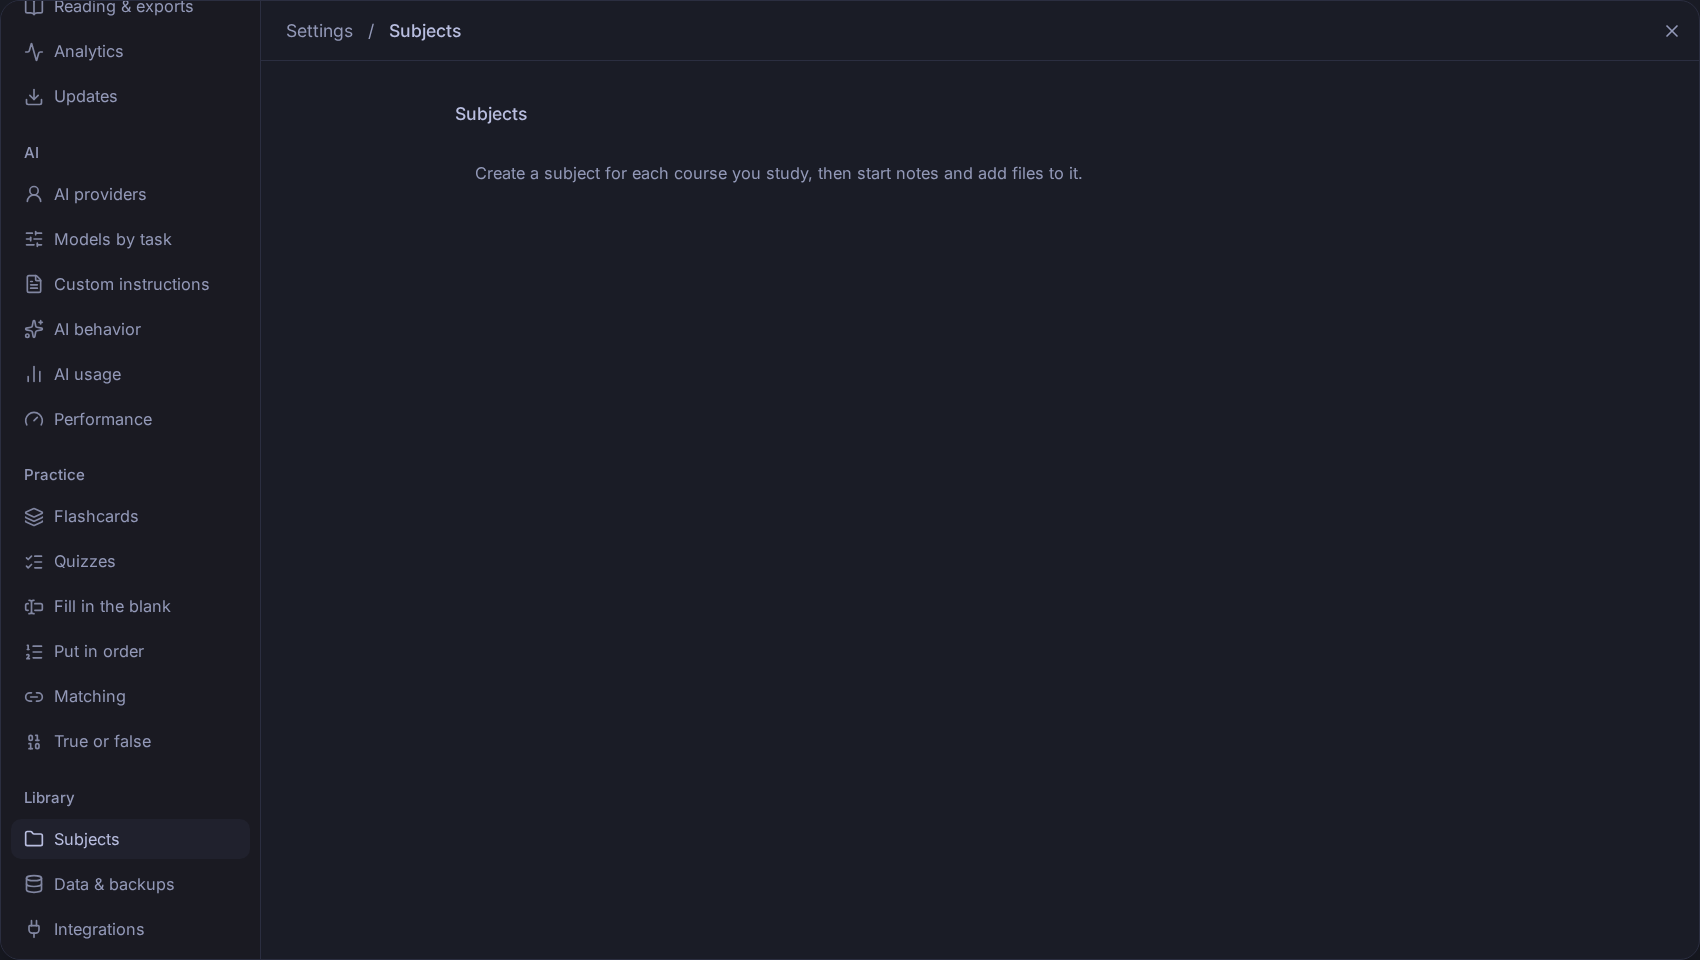 Reading & exports
Analytics
Updates
AI
AI providers
Models by task
Custom instructions
AI behavior
AI usage
Performance
Practice
Flashcards
Quizzes
Fill in the blank
Put in order
Matching
True or false
Library
Subjects
Data & backups
Integrations
Settings / Subjects
Subjects
Create a subject for each course you study, then start notes and add files to it.